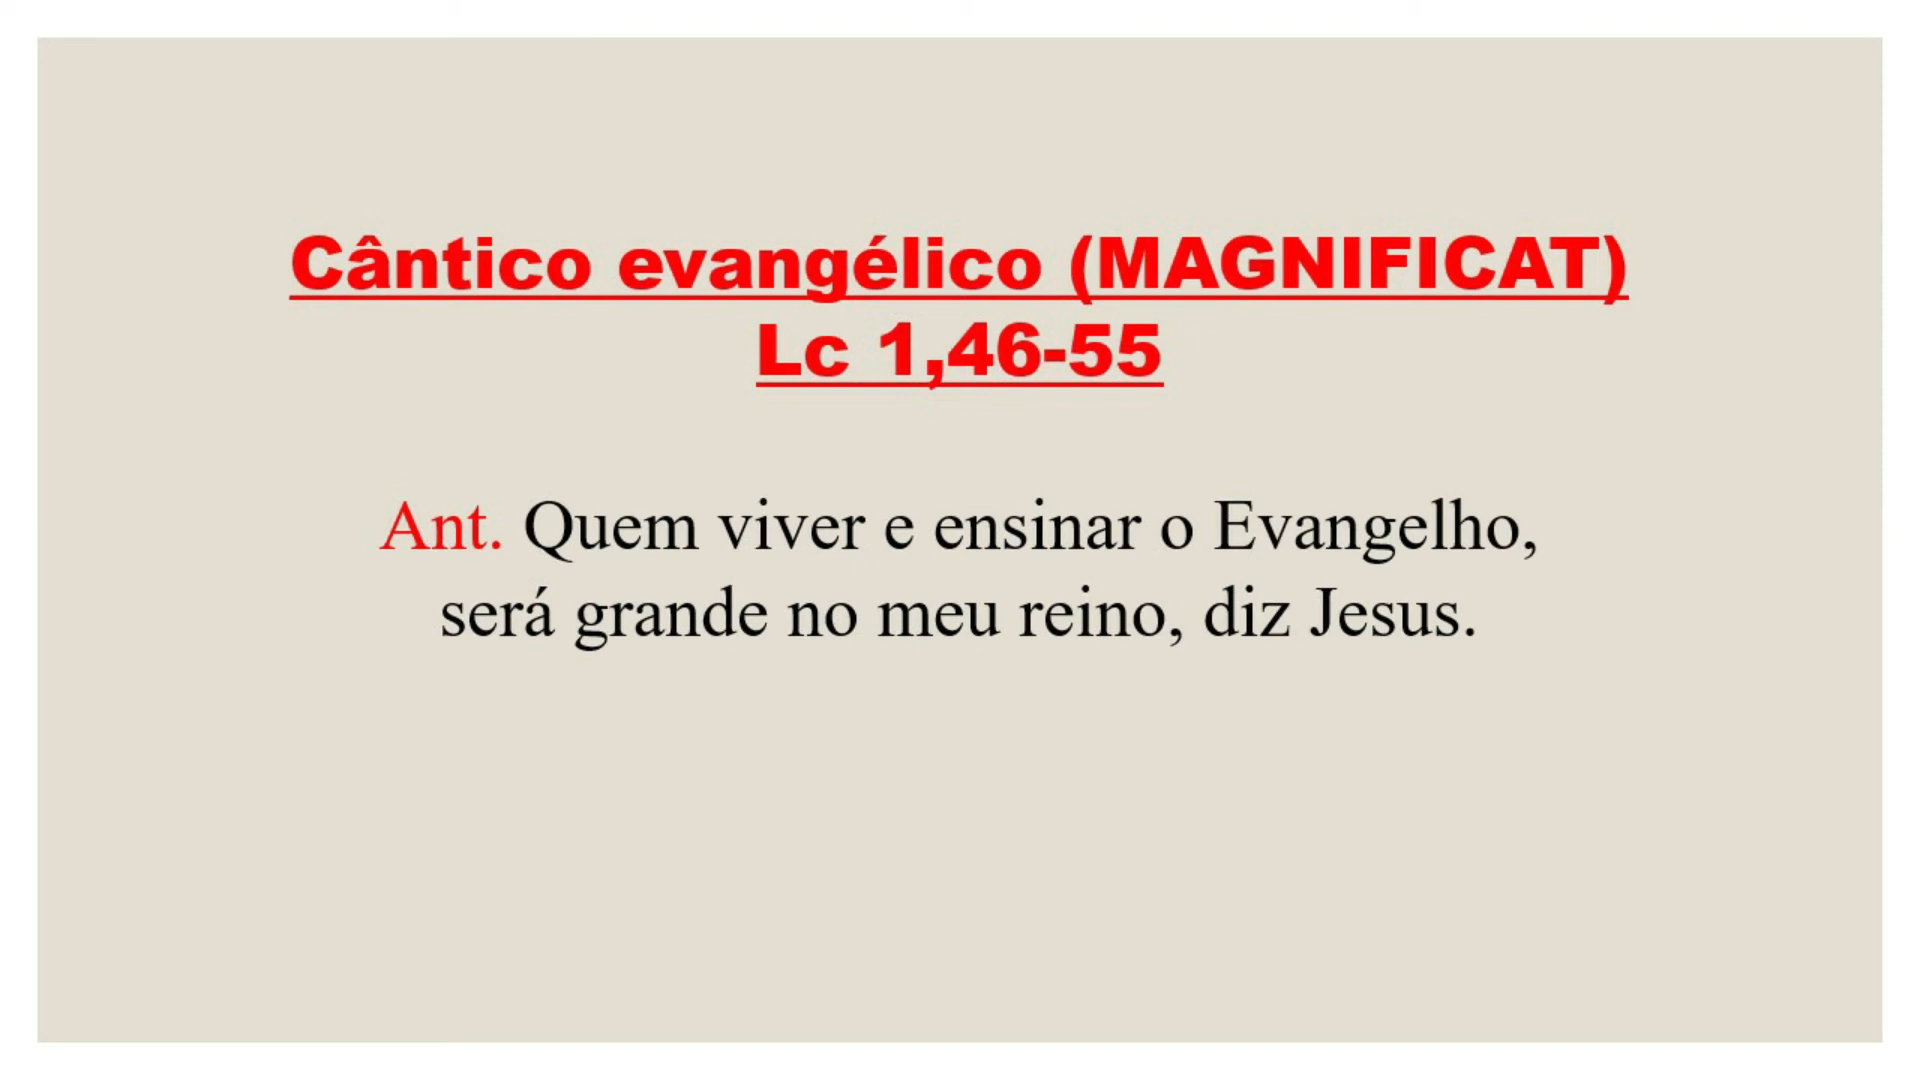 Cântico evangélico (MAGNIFICAT)
Lc 1,46-55
Ant. Quem viver e ensinar o Evangelho,
será grande no meu reino, diz Jesus.